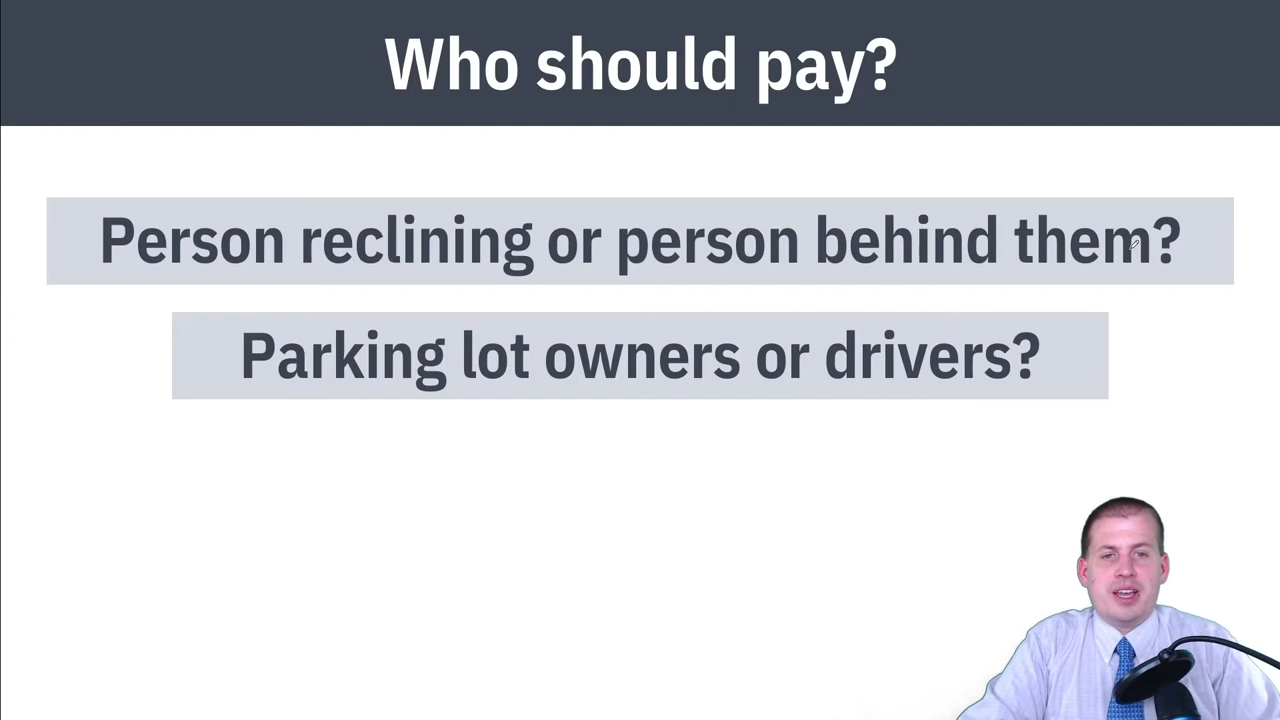 Who should pay?
Person reclining or person behind them?
Parking lot owners or drivers?